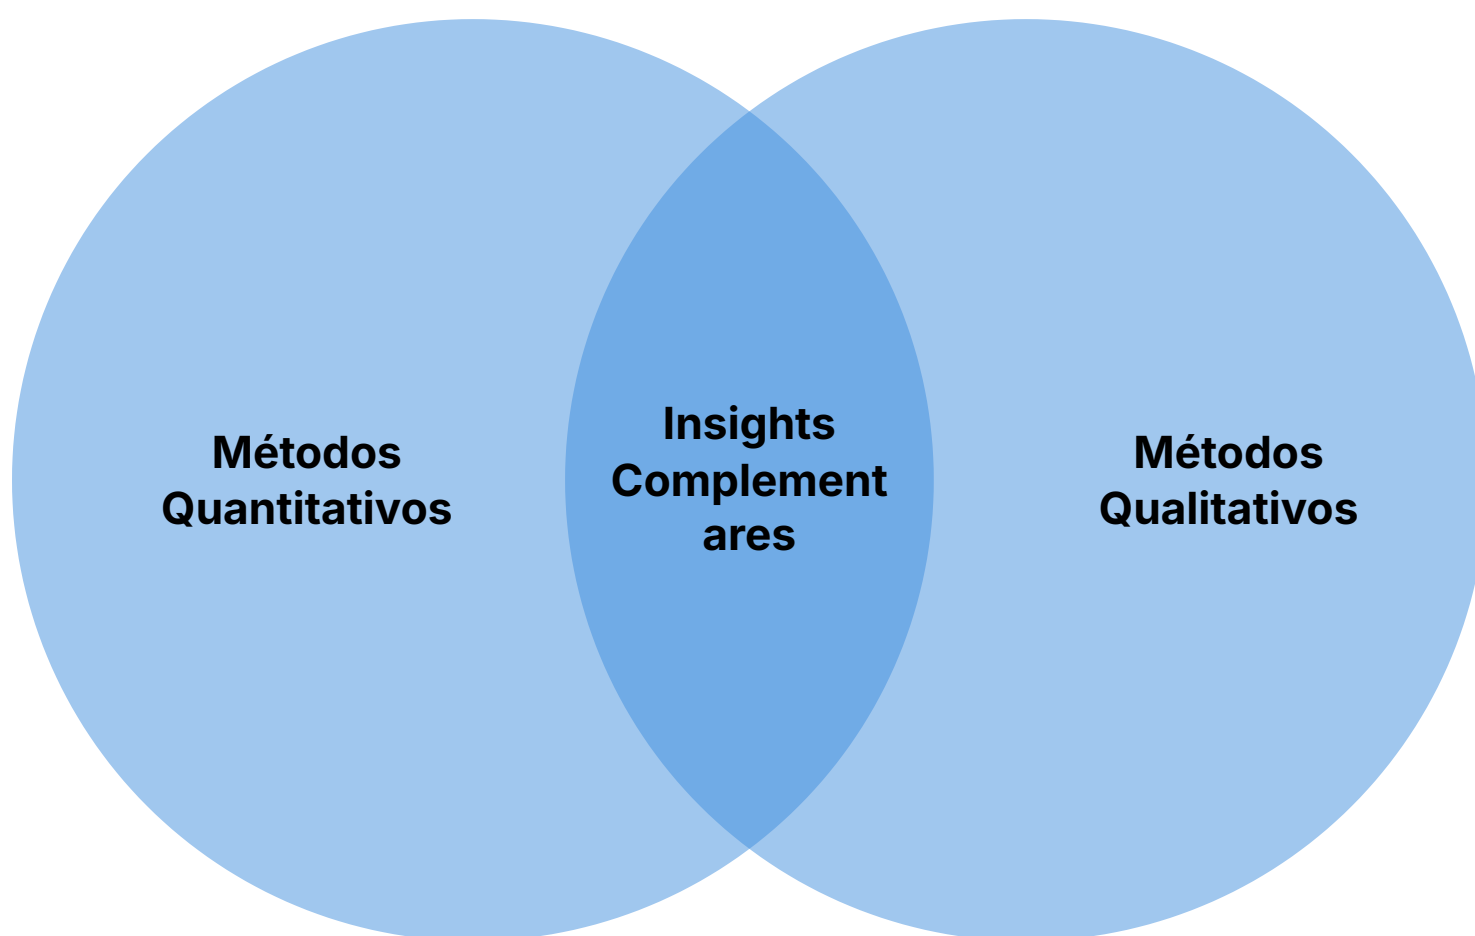 Métodos
Quantitativos
Insights
Complement
ares
Métodos
Qualitativos